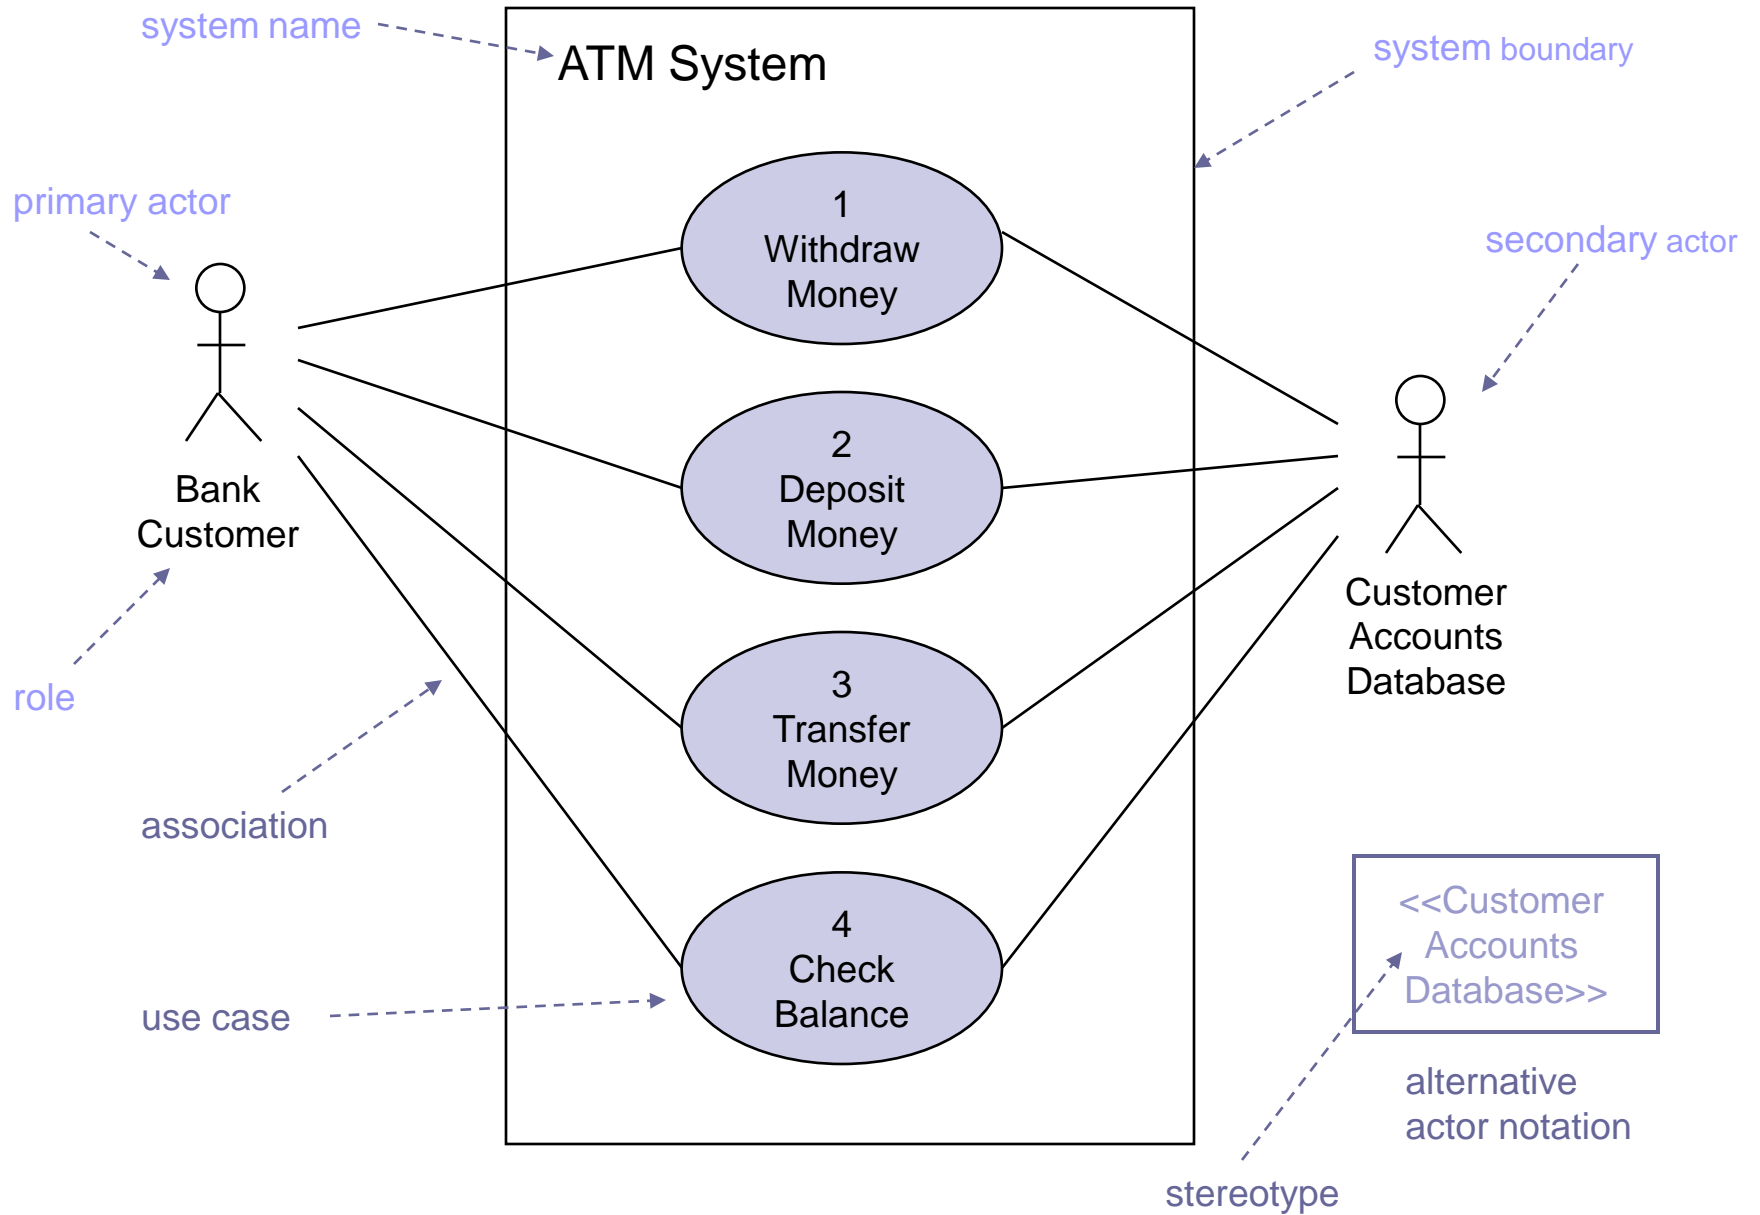 system name
ATM System
system boundary
primary actor
1
Withdraw
Money
secondary actor
2
Deposit
Money
Bank
Customer
Customer
Accounts
Database
role
3
Transfer
Money
association
<<Customer
Accounts
Database>>
4
Check
Balance
use case
alternative
actor notation
stereotype